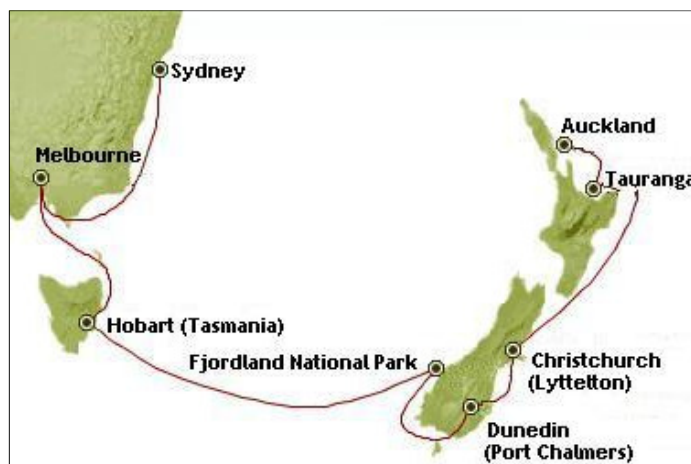 Sydney
Auckland
Melbourne
Tauranga
Hobart (Tasmania)
Fjordland National Park
Christchurch
(Lyttelton)
Dunedin
(Port Chalmers)